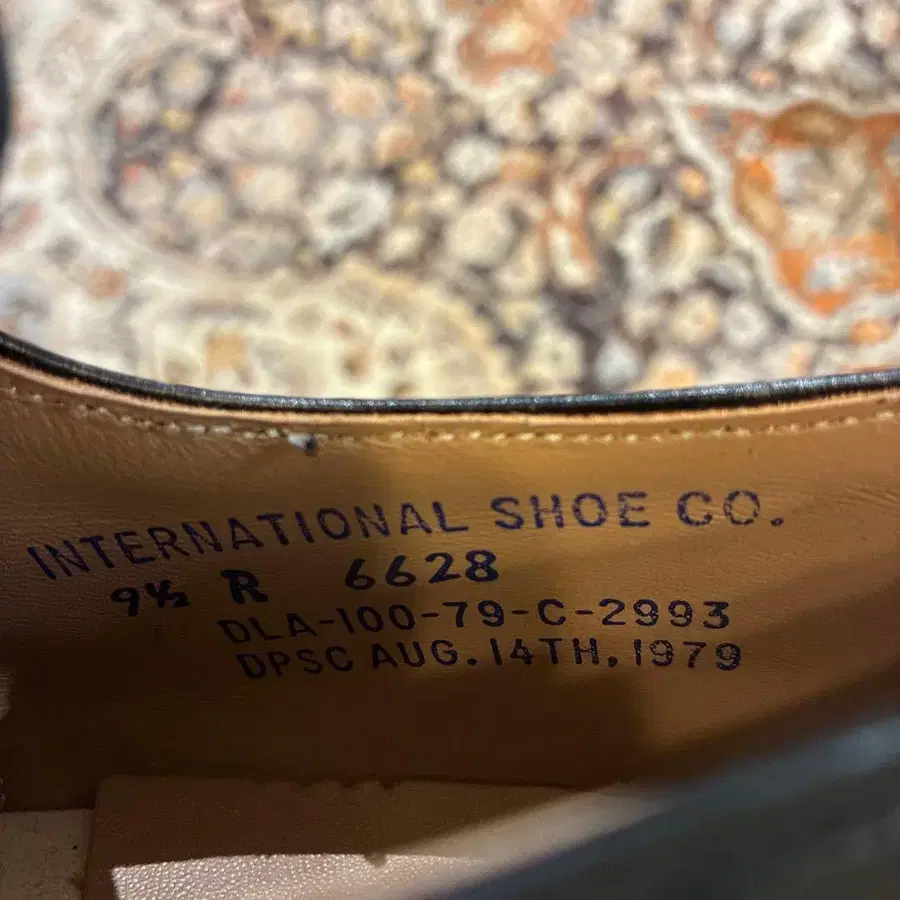 INTERNATIONAL SHOE CO.
9½ R 6628
DLA-100-79-C-2993
DPSC AUG. 14TH, 1979